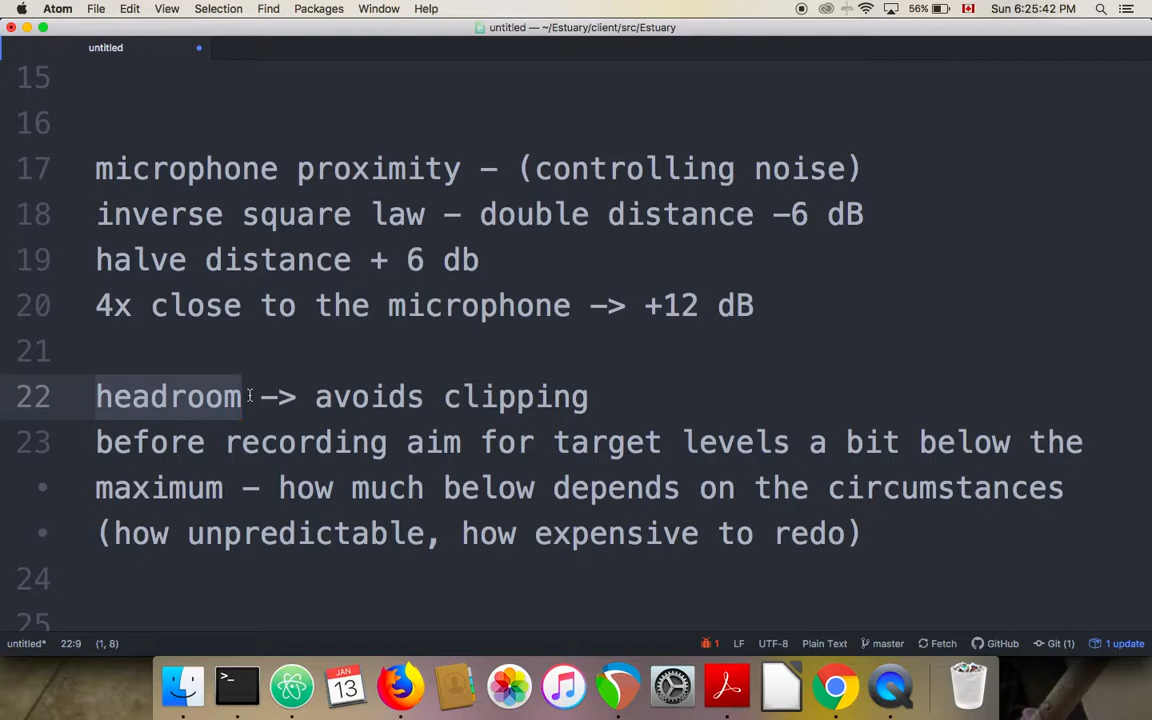 Atom File Edit View Selection Find Packages Window Help 56% Sun 6:25:42 PM
untitled — ~/Estuary/client/src/Estuary
untitled
15
16
17 microphone proximity - (controlling noise)
18 inverse square law - double distance -6 dB
19 halve distance + 6 db
20 4x close to the microphone -> +12 dB
21
22 headroom -> avoids clipping
23 before recording aim for target levels a bit below the
• maximum - how much below depends on the circumstances
• (how unpredictable, how expensive to redo)
24
25
untitled* 22:9 (1, 8) 1 LF UTF-8 Plain Text master Fetch GitHub Git (1) 1 update
JAN
13